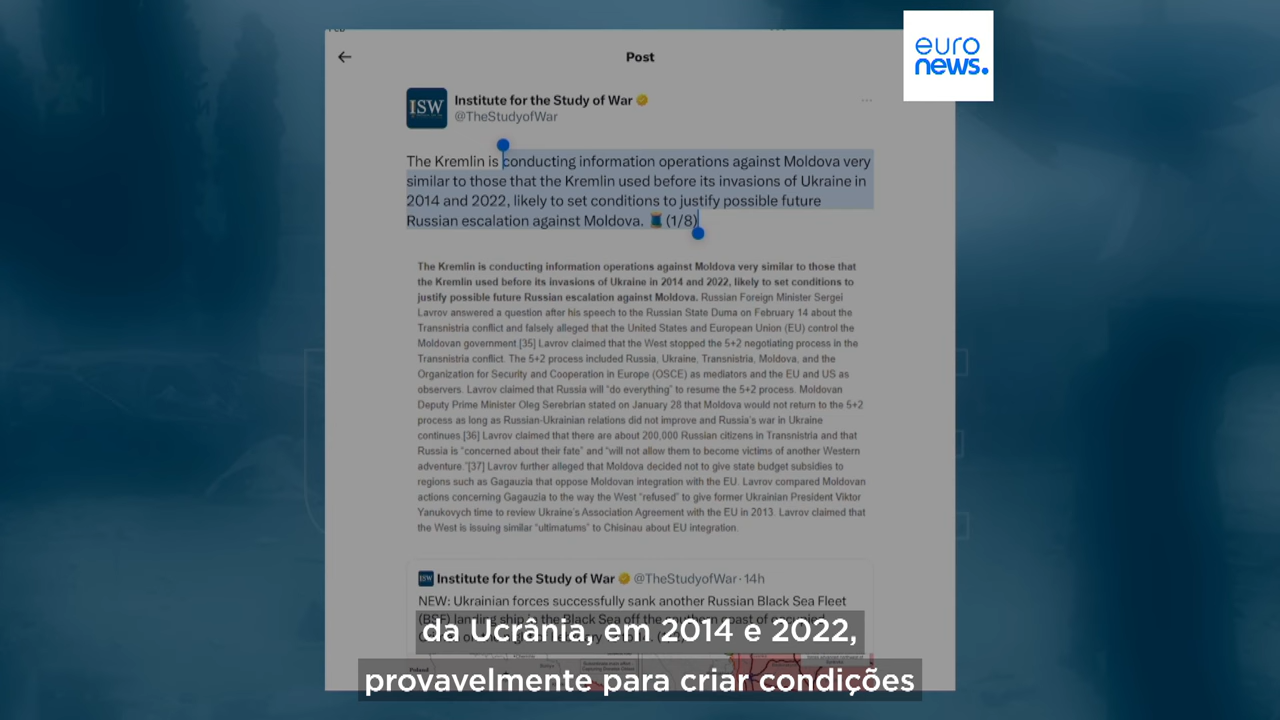 euro
news.
Post
ISW
Institute for the Study of War
@TheStudyofWar
The Kremlin is conducting information operations against Moldova very
similar to those that the Kremlin used before its invasions of Ukraine in
2014 and 2022, likely to set conditions to justify possible future
Russian escalation against Moldova. 🧵(1/8)
The Kremlin is conducting information operations against Moldova very similar to those that
the Kremlin used before its invasions of Ukraine in 2014 and 2022, likely to set conditions to
justify possible future Russian escalation against Moldova. Russian Foreign Minister Sergei
Lavrov answered a question after his speech to the Russian State Duma on February 14 about the
Transnistria conflict and falsely alleged that the United States and European Union (EU) control the
Moldovan government.[35] Lavrov claimed that the West stopped the 5+2 negotiating process in the
Transnistria conflict. The 5+2 process included Russia, Ukraine, Transnistria, Moldova, and the
Organization for Security and Cooperation in Europe (OSCE) as mediators and the EU and US as
observers. Lavrov claimed that Russia will “do everything” to resume the 5+2 process. Moldovan
Deputy Prime Minister Oleg Serebrian stated on January 28 that Moldova would not return to the 5+2
process as long as Russian-Ukrainian relations did not improve and Russia’s war in Ukraine
continues.[36] Lavrov claimed that there are about 200,000 Russian citizens in Transnistria and that
Russia is “concerned about their fate” and “will not allow them to become victims of another Western
adventure.”[37] Lavrov further alleged that Moldova decided not to give state budget subsidies to
regions such as Gagauzia that oppose Moldovan integration with the EU. Lavrov compared Moldovan
actions concerning Gagauzia to the way the West “refused” to give former Ukrainian President Viktor
Yanukovych time to review Ukraine’s Association Agreement with the EU in 2013. Lavrov claimed that
the West is issuing similar “ultimatums” to Chisinau about EU integration.
ISW Institute for the Study of War @TheStudyofWar · 14h
NEW: Ukrainian forces successfully sank another Russian Black Sea Fleet
(BSF) landing ship in the Black Sea off the southern coast of occupied
da Ucrânia, em 2014 e 2022,
provavelmente para criar condições